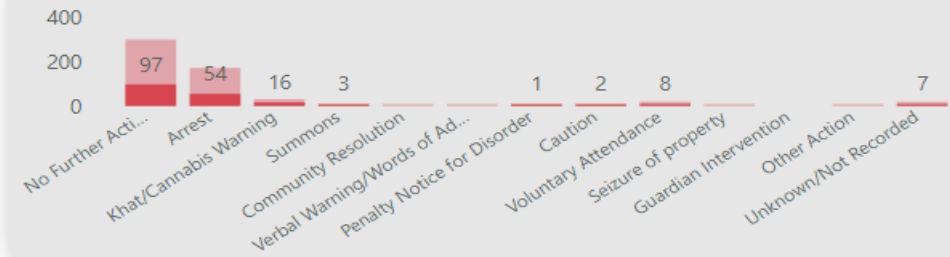 400
200
0
97
54
16
3
1
2
8
7
No Further Acti...
Arrest
Khat/Cannabis Warning
Summons
Community Resolution
Verbal Warning/Words of Ad...
Penalty Notice for Disorder
Caution
Voluntary Attendance
Seizure of property
Guardian Intervention
Other Action
Unknown/Not Recorded